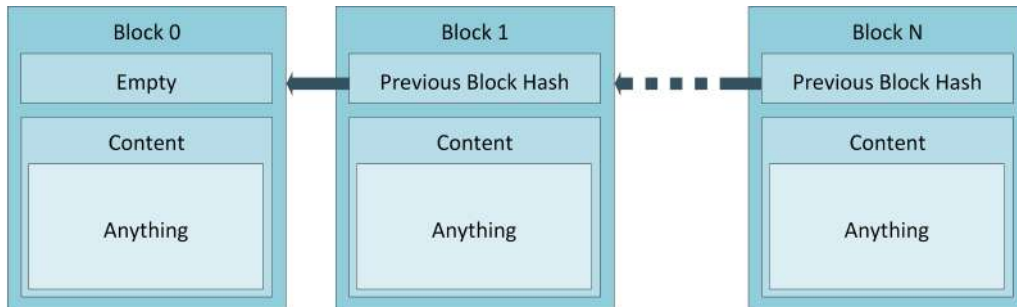 Block 0
Empty
Content
Anything
Block 1
Previous Block Hash
Content
Anything
Block N
Previous Block Hash
Content
Anything